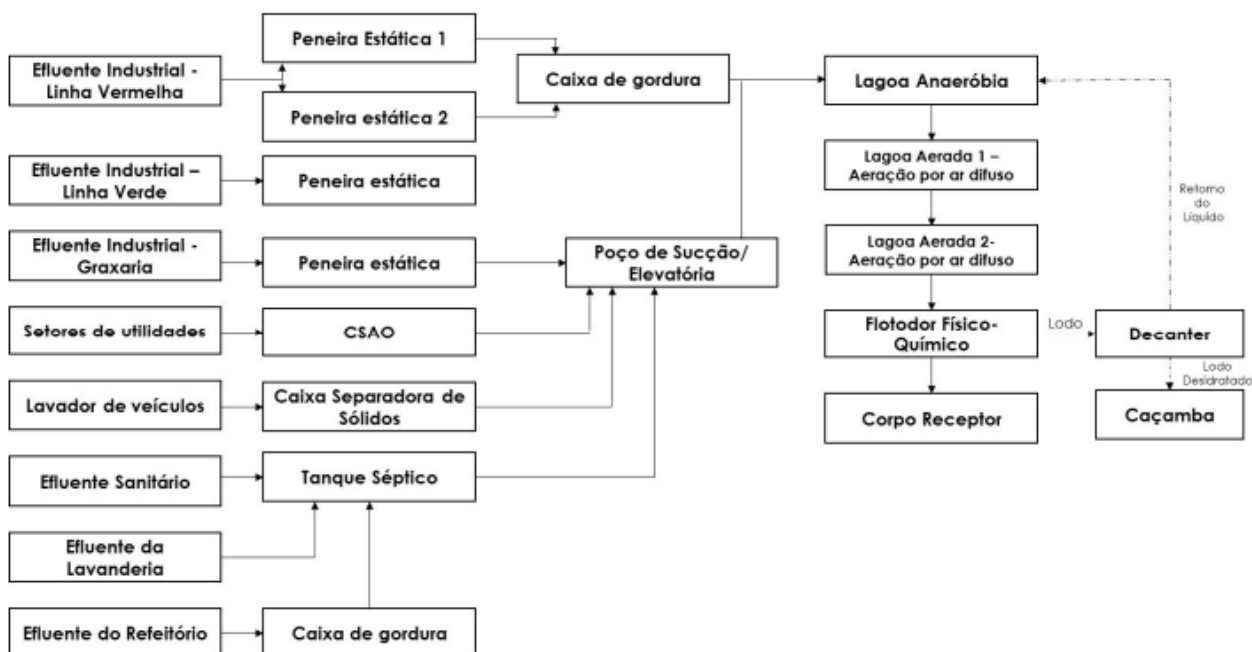 Peneira Estática 1
Efluente Industrial -
Linha Vermelha
Caixa de gordura
Lagoa Anaeróbia
Peneira estática 2
Efluente Industrial –
Linha Verde
Peneira estática
Lagoa Aerada 1 –
Aeração por ar difuso
Retorno
do
Líquido
Efluente Industrial -
Graxaria
Peneira estática
Poço de Sucção/
Elevatória
Lagoa Aerada 2-
Aeração por ar difuso
Setores de utilidades
CSAO
Flotodor Físico-
Químico
Lodo
Decanter
Lodo
Desidratado
Lavador de veículos
Caixa Separadora de
Sólidos
Corpo Receptor
Caçamba
Efluente Sanitário
Tanque Séptico
Efluente da
Lavanderia
Efluente do Refeitório
Caixa de gordura